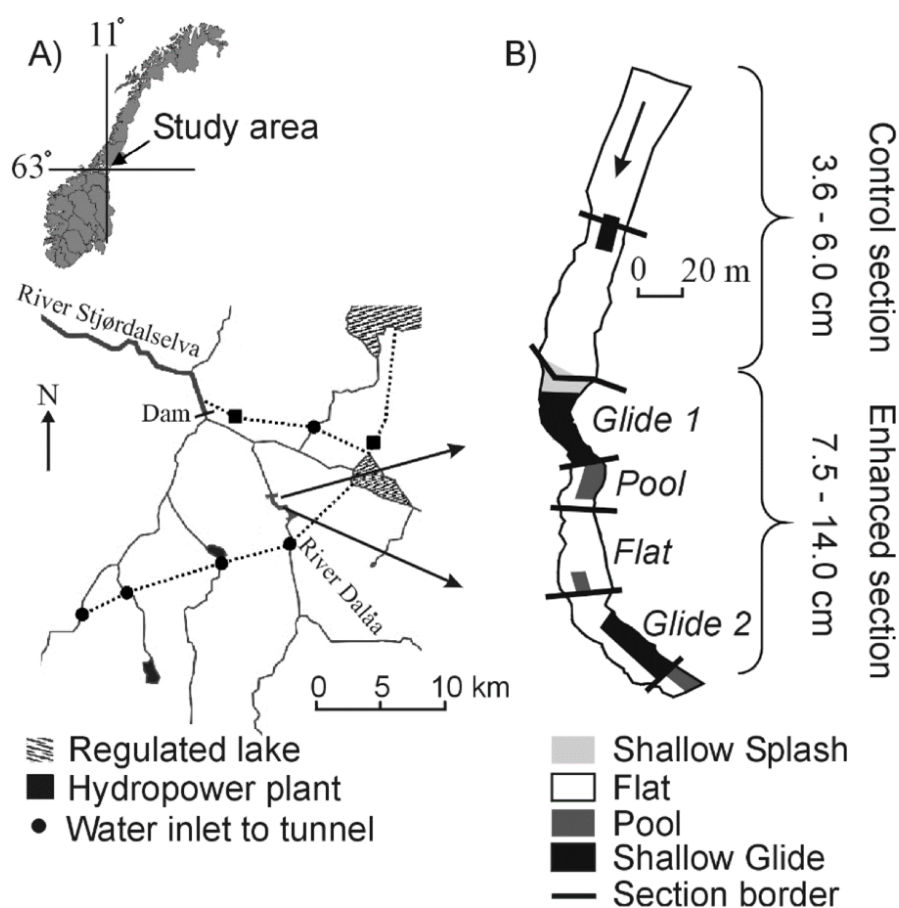 A)
11°
Study area
63°
River Stjørdalselva
N
Dam
River Dalåa
0 5 10 km
Regulated lake
Hydropower plant
Water inlet to tunnel
B)
0 20 m
Glide 1
Pool
Flat
Glide 2
Control section
3.6 - 6.0 cm
Enhanced section
7.5 - 14.0 cm
Shallow Splash
Flat
Pool
Shallow Glide
Section border